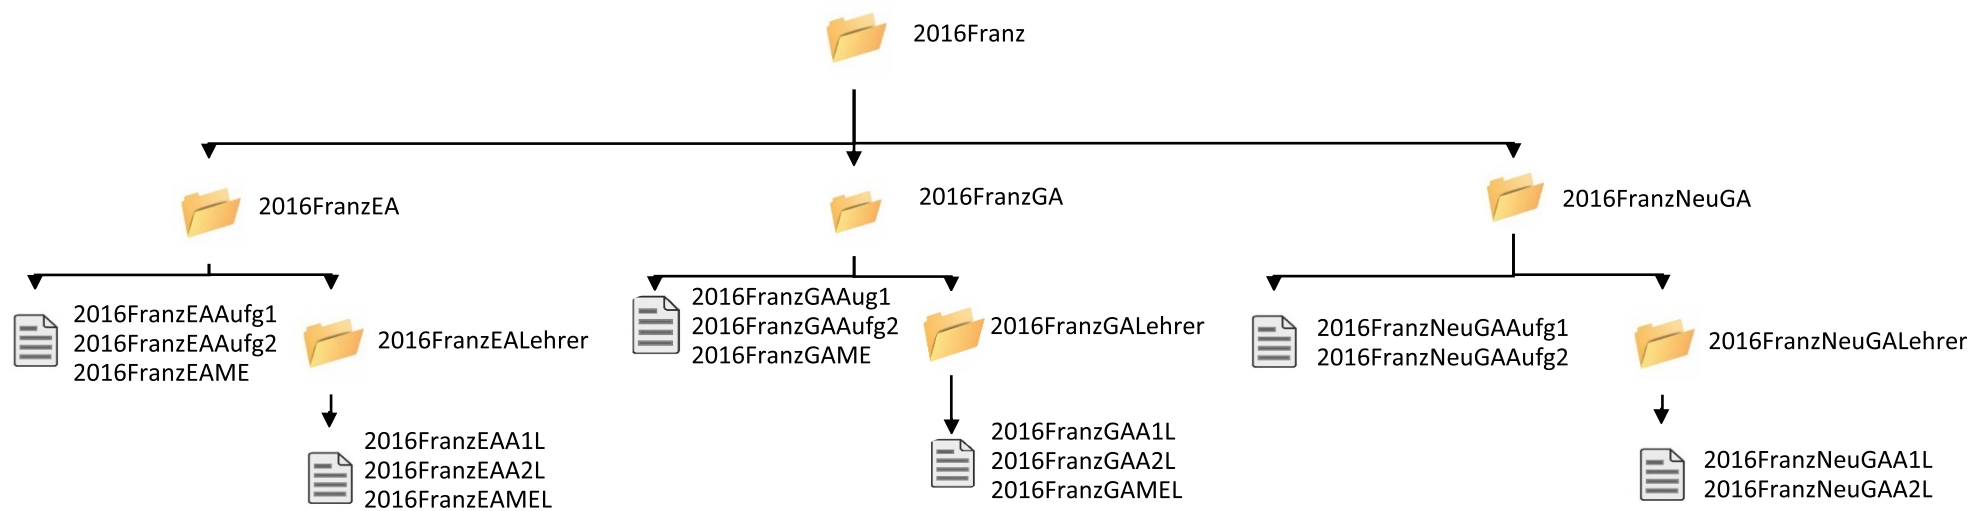 2016Franz
2016FranzEA
2016FranzGA
2016FranzNeuGA
2016FranzEAAufg1
2016FranzEAAufg2
2016FranzEAME
2016FranzEALehrer
2016FranzEAA1L
2016FranzEAA2L
2016FranzEAMEL
2016FranzGAAug1
2016FranzGAAufg2
2016FranzGAME
2016FranzGALehrer
2016FranzGAA1L
2016FranzGAA2L
2016FranzGAMEL
2016FranzNeuGAAufg1
2016FranzNeuGAAufg2
2016FranzNeuGALehrer
2016FranzNeuGAA1L
2016FranzNeuGAA2L